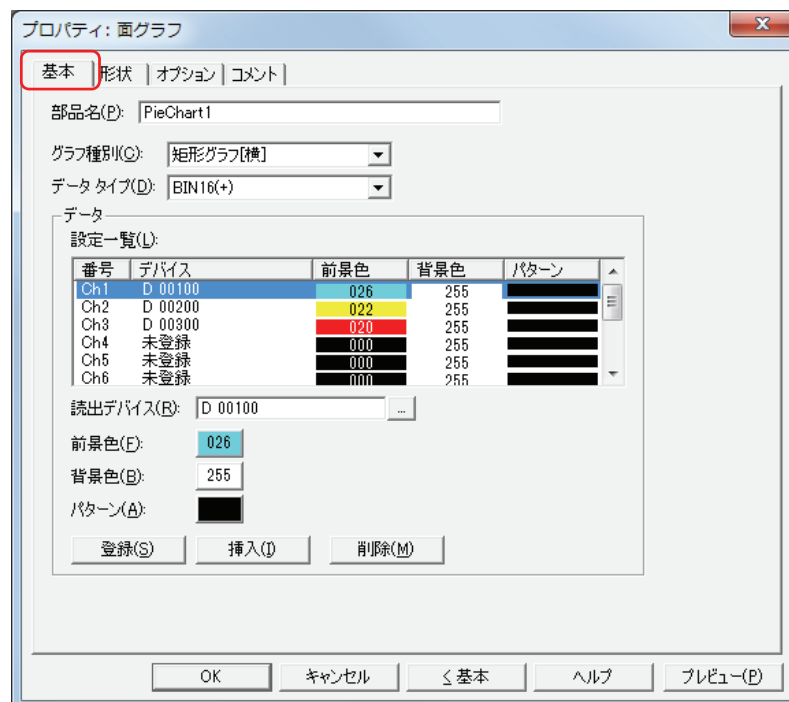 プロパティ: 面グラフ
基本 形状 オプション コメント
部品名(P): PieChart1
グラフ種別(C): 矩形グラフ[横]
データ タイプ(D): BIN16(+)
データ
設定一覧(L):
番号 デバイス 前景色 背景色 パターン
Ch1 D 00100 026 255
Ch2 D 00200 022 255
Ch3 D 00300 020 255
Ch4 未登録 000 255
Ch5 未登録 000 255
Ch6 未登録 000 255
読出デバイス(R): D 00100 ...
前景色(F): 026
背景色(B): 255
パターン(A):
登録(S) 挿入(I) 削除(M)
OK キャンセル < 基本 ヘルプ プレビュー(P)